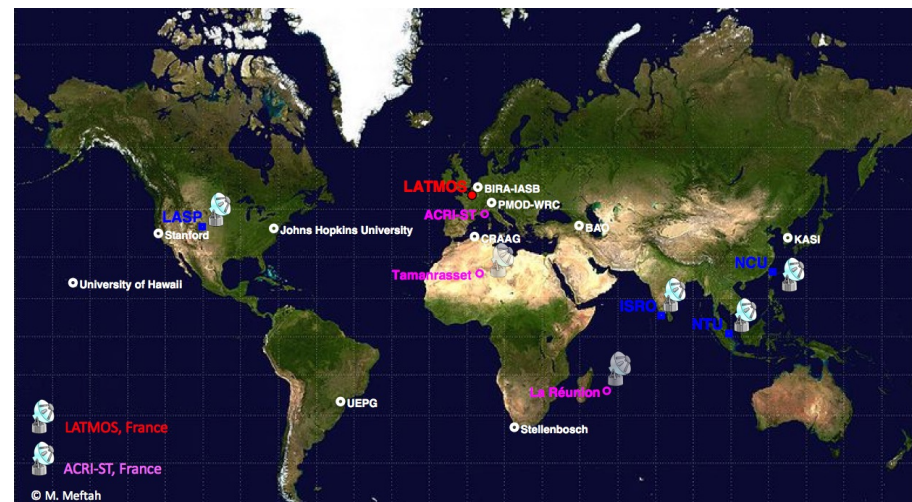 LATMOS
BIRA-IASB
PMOD-WRC
ACRI-ST
LASP
Stanford
Johns Hopkins University
CRAAG
BAO
KASI
Tamanrasset
NCU
University of Hawaii
ISRO
NTU
La Réunion
UEPG
Stellenbosch
LATMOS, France
ACRI-ST, France
© M. Meftah